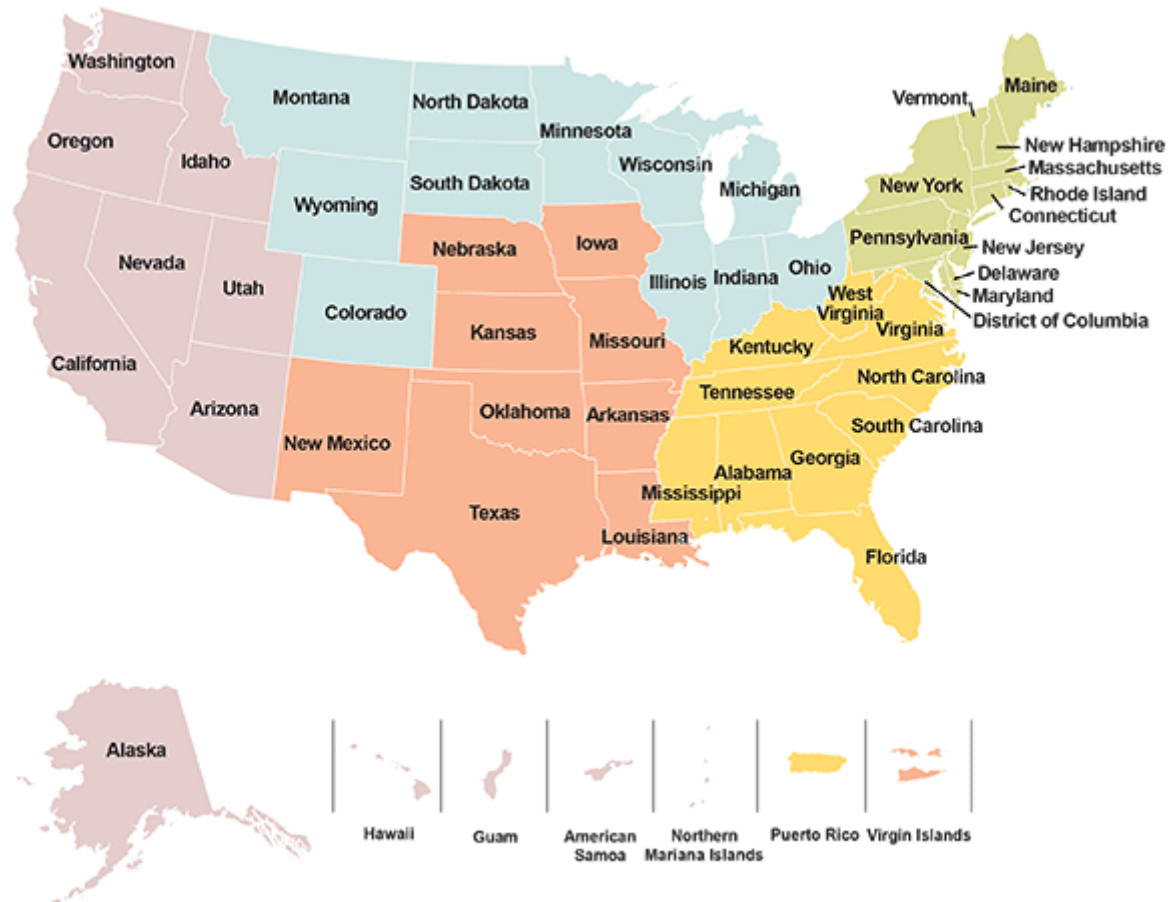 Washington
Montana
North Dakota
Minnesota
Maine
Vermont
Oregon
Idaho
Wisconsin
New Hampshire
Massachusetts
South Dakota
Michigan
New York
Rhode Island
Wyoming
Connecticut
Nebraska
Iowa
Pennsylvania
New Jersey
Nevada
Utah
Illinois
Indiana
Ohio
Delaware
Colorado
West
Virginia
Maryland
District of Columbia
Virginia
Kansas
Missouri
Kentucky
California
North Carolina
Tennessee
Arizona
Oklahoma
Arkansas
South Carolina
New Mexico
Georgia
Alabama
Mississippi
Texas
Louisiana
Florida
Alaska
Hawaii
Guam
American
Samoa
Northern
Mariana Islands
Puerto Rico
Virgin Islands